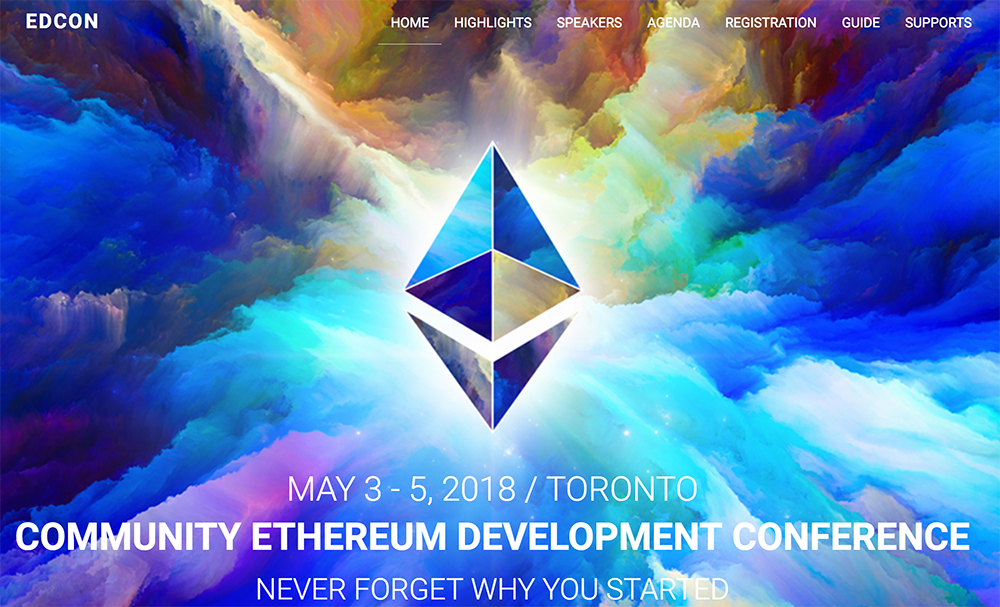 EDCON HOME HIGHLIGHTS SPEAKERS AGENDA REGISTRATION GUIDE SUPPORTS
MAY 3 - 5, 2018 / TORONTO
COMMUNITY ETHEREUM DEVELOPMENT CONFERENCE
NEVER FORGET WHY YOU STARTED